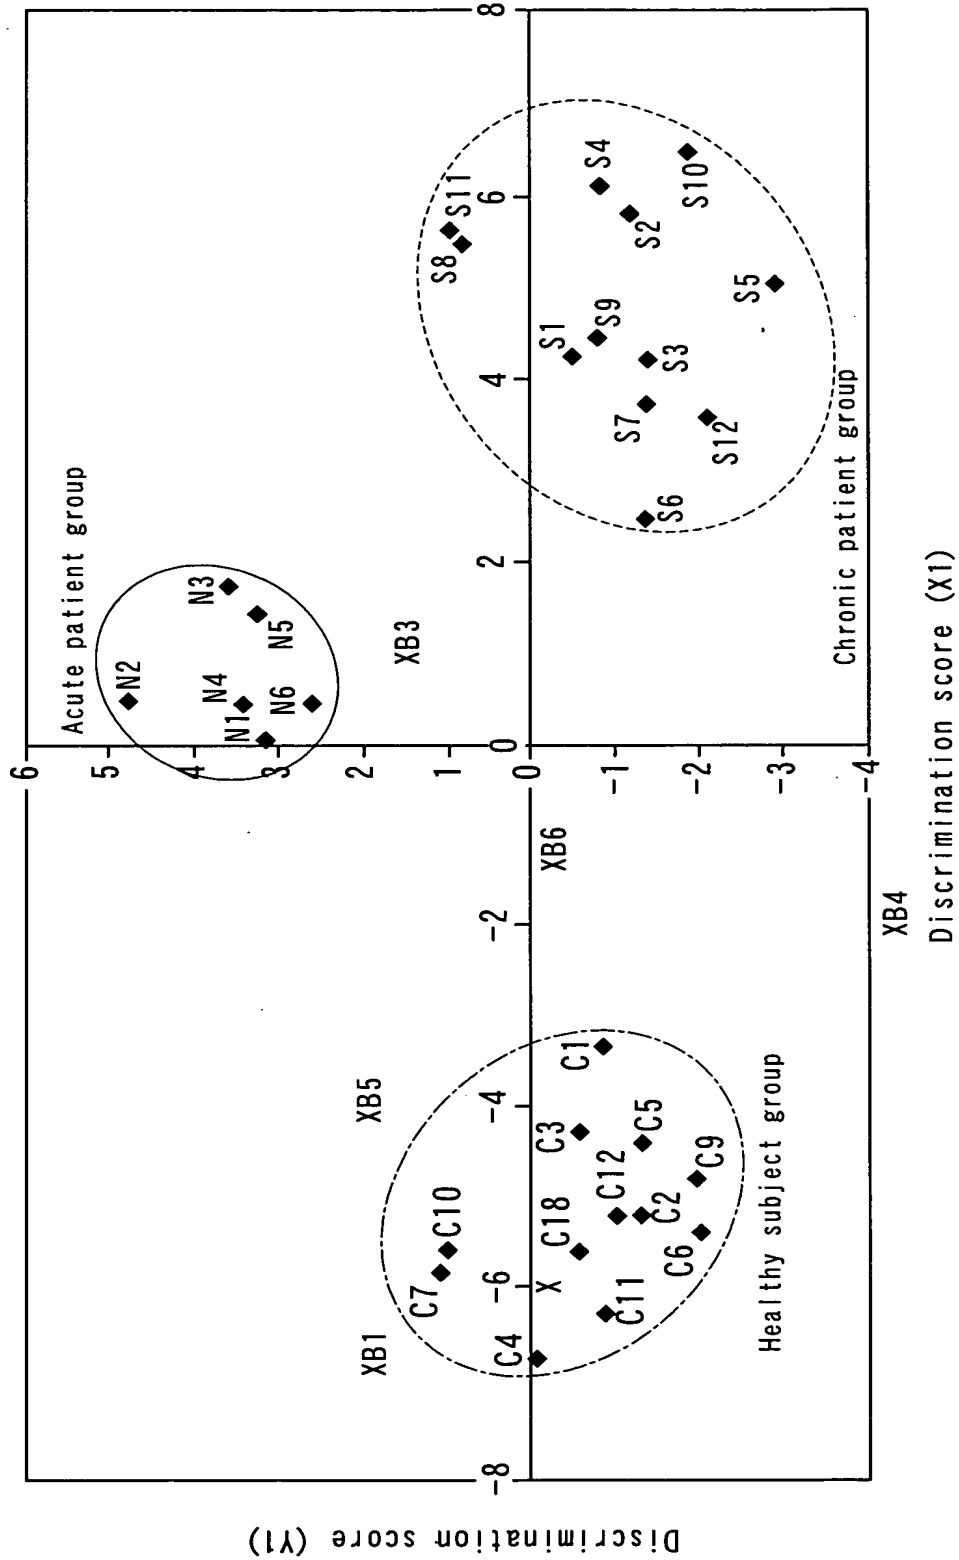 Discrimination score (Y1)
6
5
4
3
2
1
0
-1
-2
-3
-4
-8
-6
-4
-2
0
2
4
6
8
Discrimination score (X1)
Acute patient group
N2
N3
N4
N5
N1
N6
XB3
XB1
XB5
XB6
XB4
C7
C10
C4
X
C18
C3
C12
C1
C11
C5
C2
C6
C9
Healthy subject group
S8
S11
S1
S9
S4
S2
S7
S3
S10
S6
S12
S5
Chronic patient group